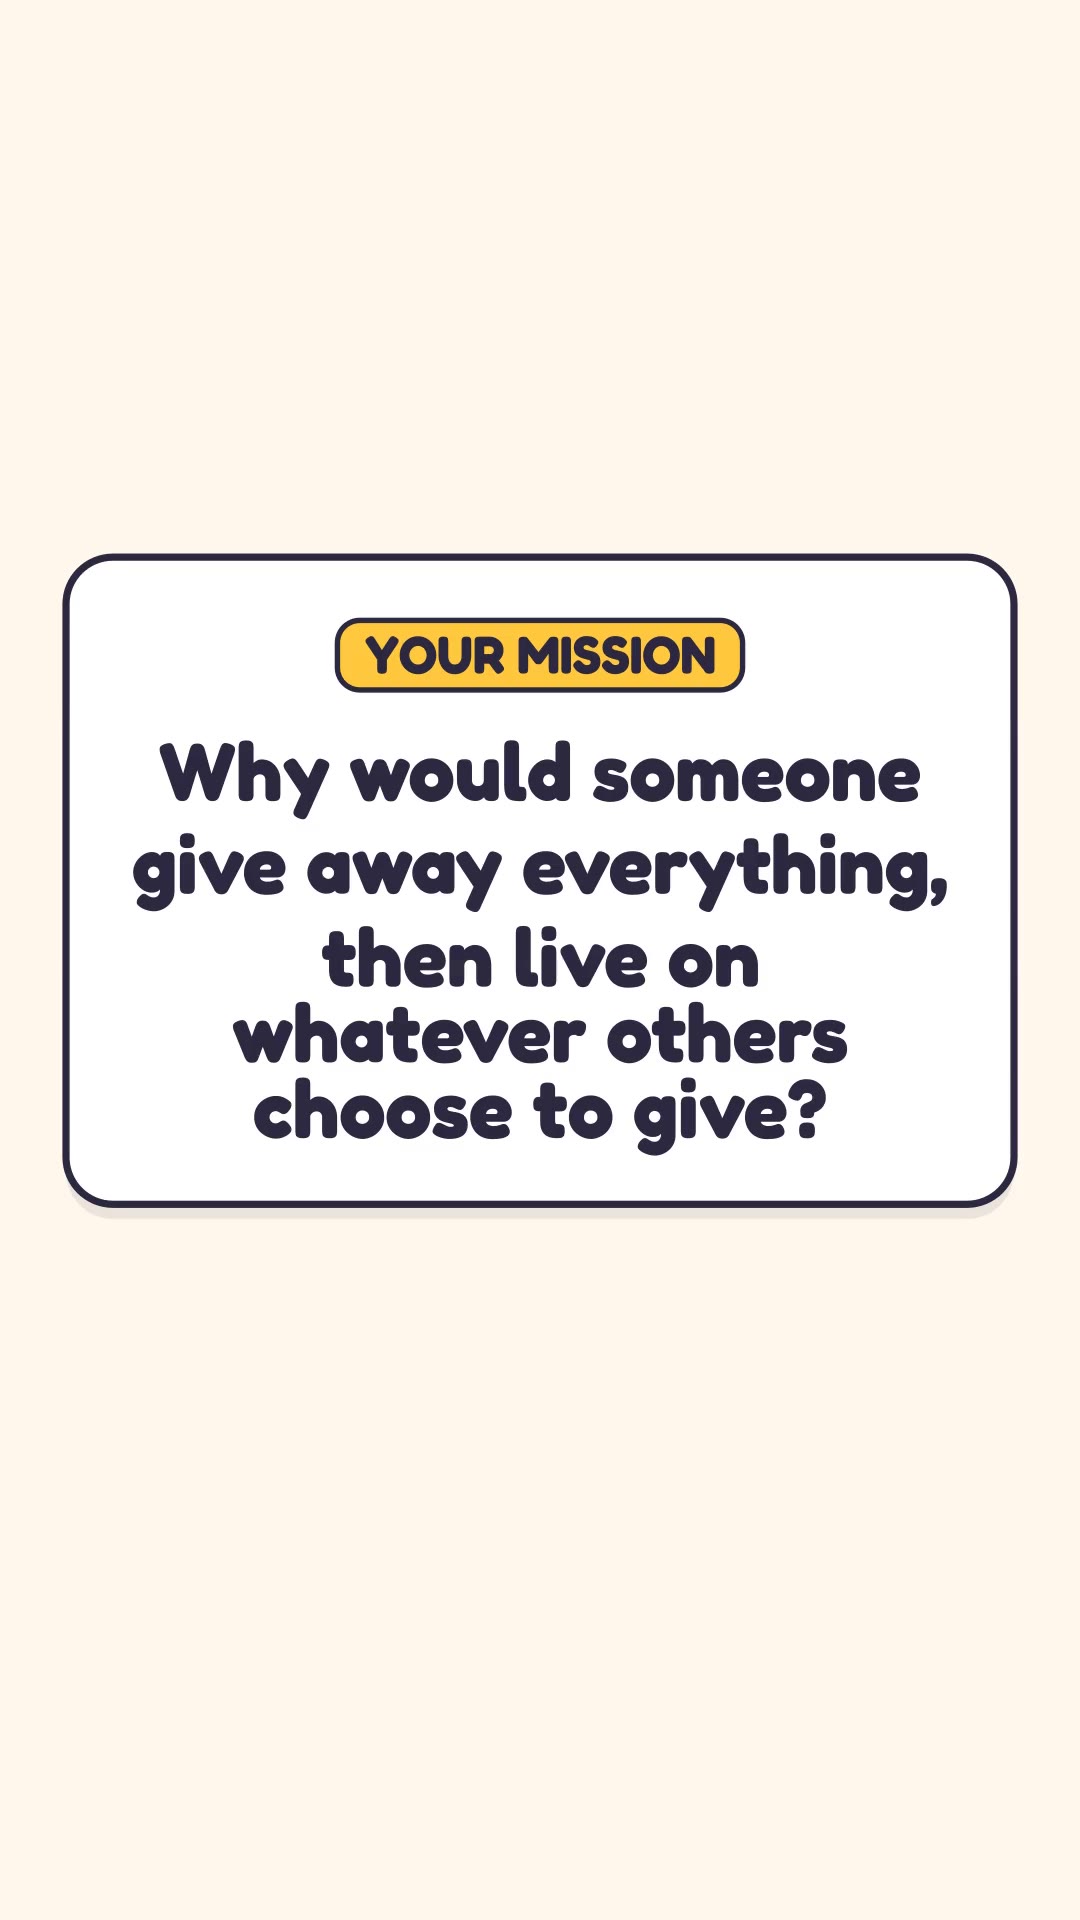 YOUR MISSION
Why would someone
give away everything,
then live on
whatever others
choose to give?